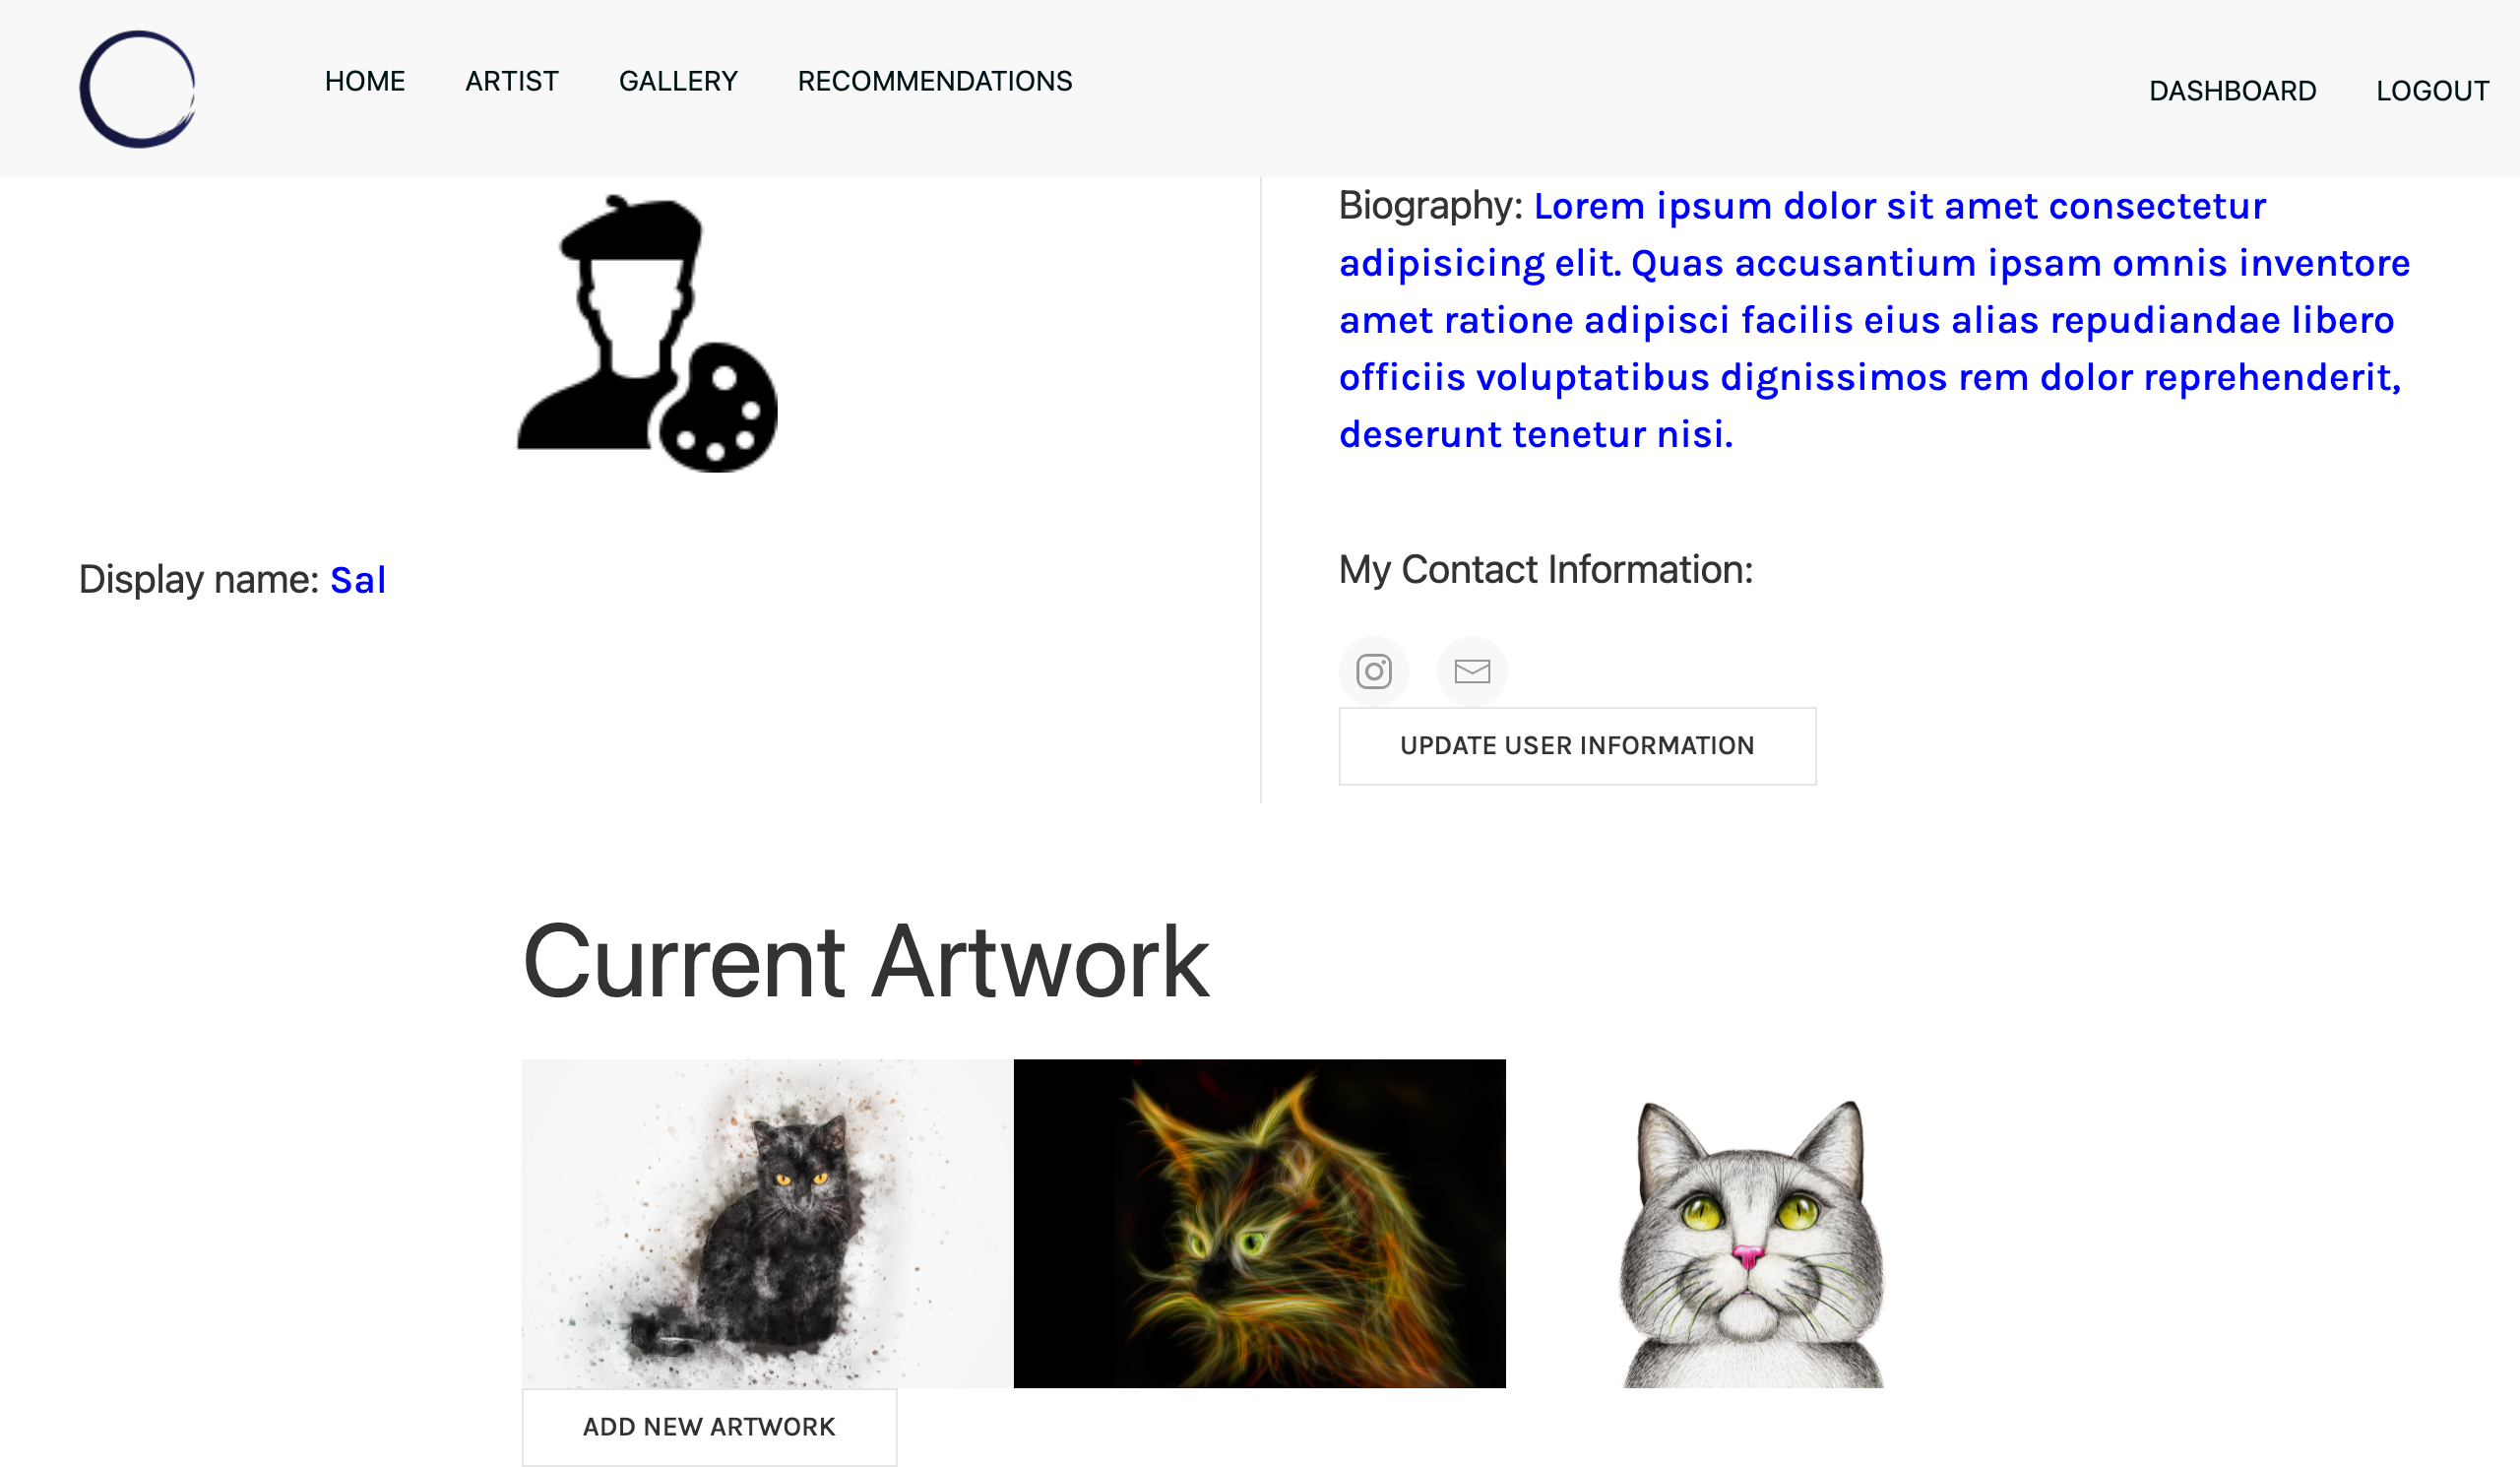 HOME ARTIST GALLERY RECOMMENDATIONS DASHBOARD LOGOUT
Display name: Sal
Biography: Lorem ipsum dolor sit amet consectetur
adipisicing elit. Quas accusantium ipsam omnis inventore
amet ratione adipisci facilis eius alias repudiandae libero
officiis voluptatibus dignissimos rem dolor reprehenderit,
deserunt tenetur nisi.
My Contact Information:
UPDATE USER INFORMATION
Current Artwork
ADD NEW ARTWORK